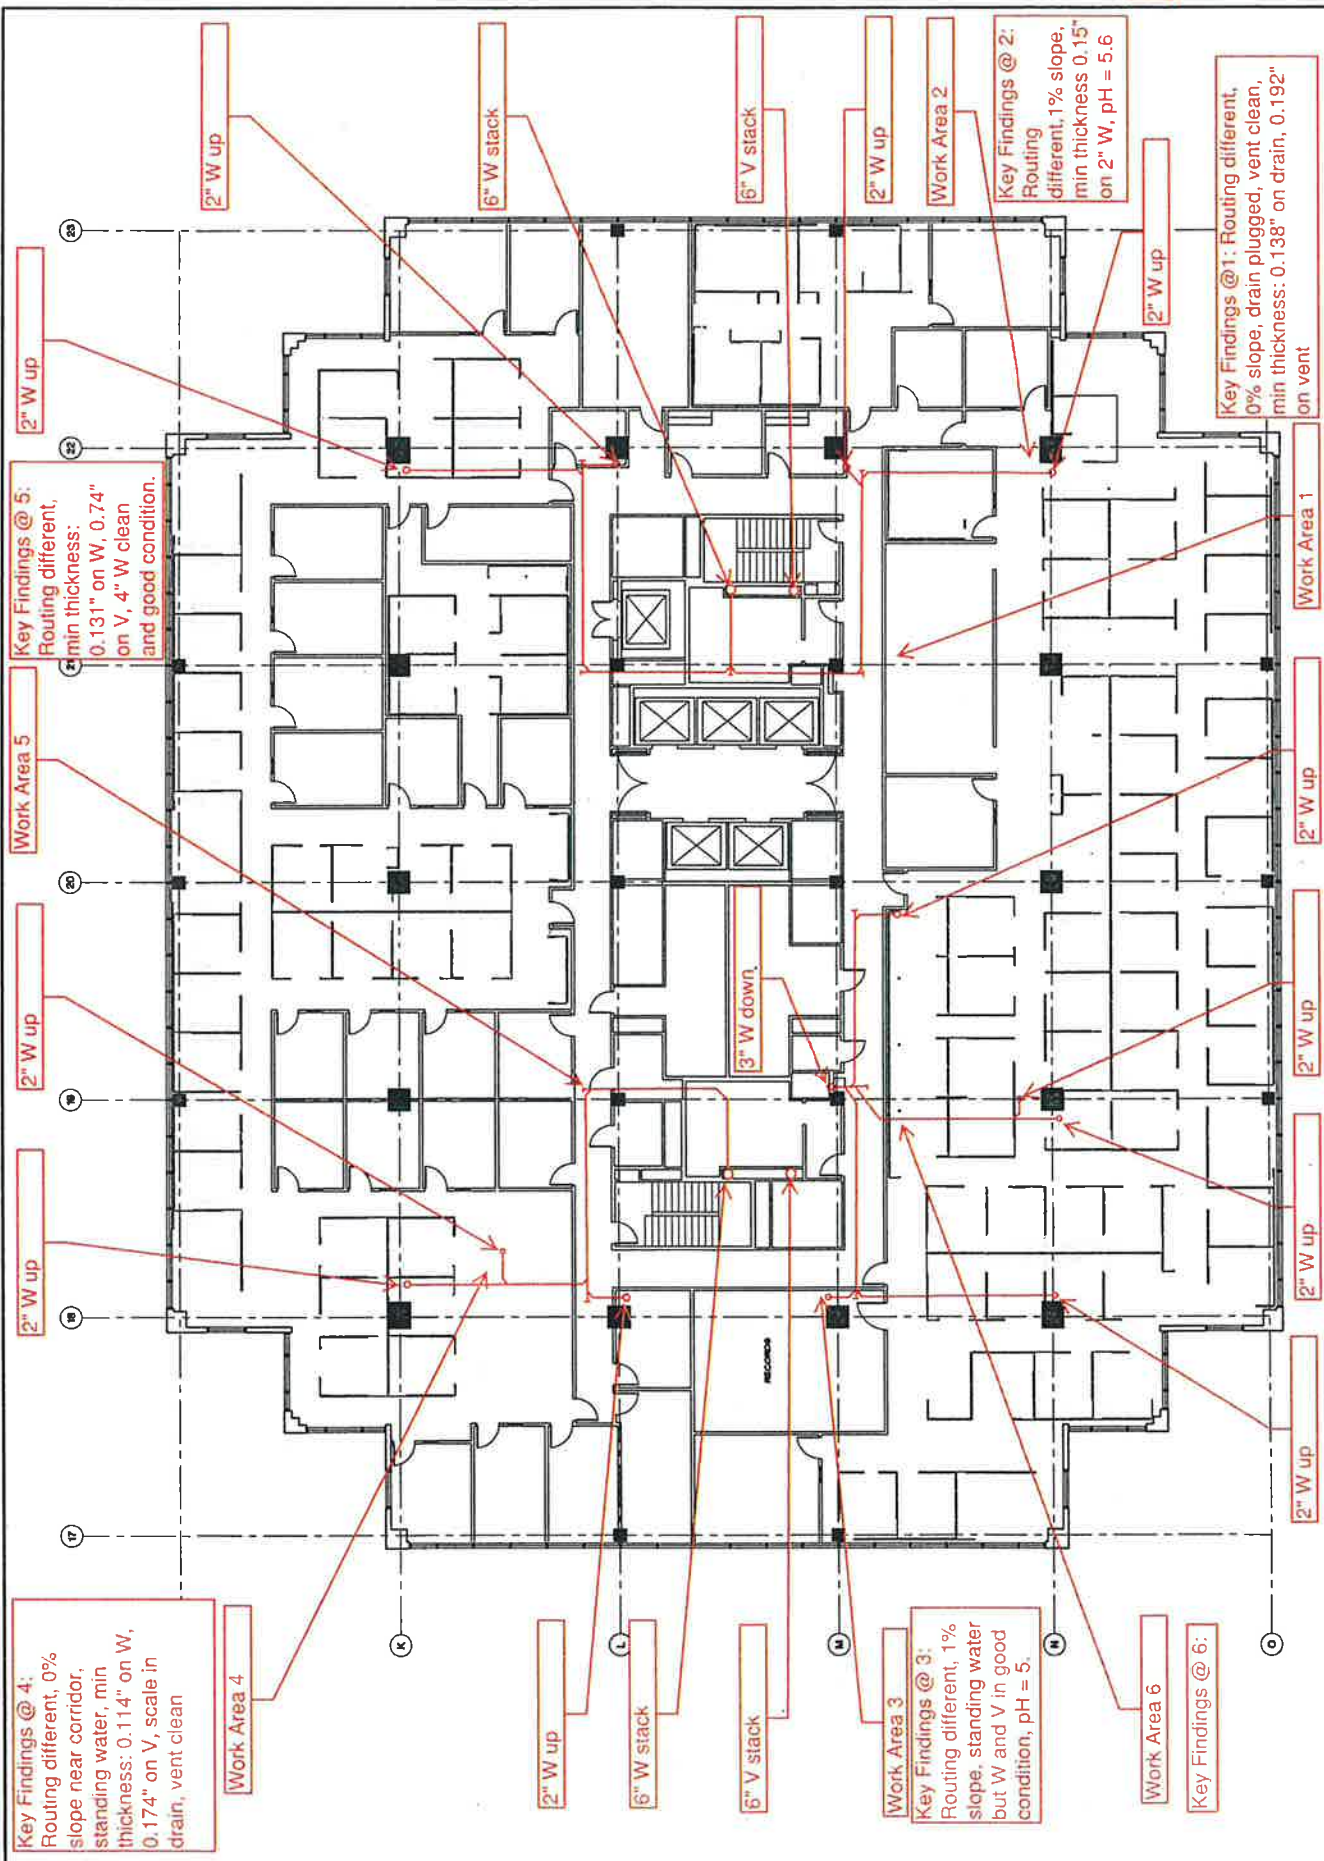 Key Findings @ 4:
Routing different, 0%
slope near corridor,
standing water, min
thickness: 0.114" on W,
0.174" on V, scale in
drain, vent clean
Work Area 4
2" W up
6" W stack
6" V stack
Work Area 3
Key Findings @ 3:
Routing different, 1%
slope, standing water
but W and V in good
condition, pH = 5.
Work Area 6
Key Findings @ 6:
K
L
M
N
O
17
18
19
20
21
22
23
2" W up
2" W up
Work Area 5
Key Findings @ 5:
Routing different,
min thickness:
0.131" on W, 0.74"
on V, 4" W clean
and good condition.
2" W up
RECORDS
3" W down
2" W up
2" W up
2" W up
2" W up
Work Area 1
2" W up
6" W stack
6" V stack
2" W up
Work Area 2
Key Findings @ 2:
Routing
different, 1% slope,
min thickness 0.15"
on 2" W, pH = 5.6
2" W up
Key Findings @1: Routing different,
0% slope, drain plugged, vent clean,
min thickness: 0.138" on drain, 0.192"
on vent